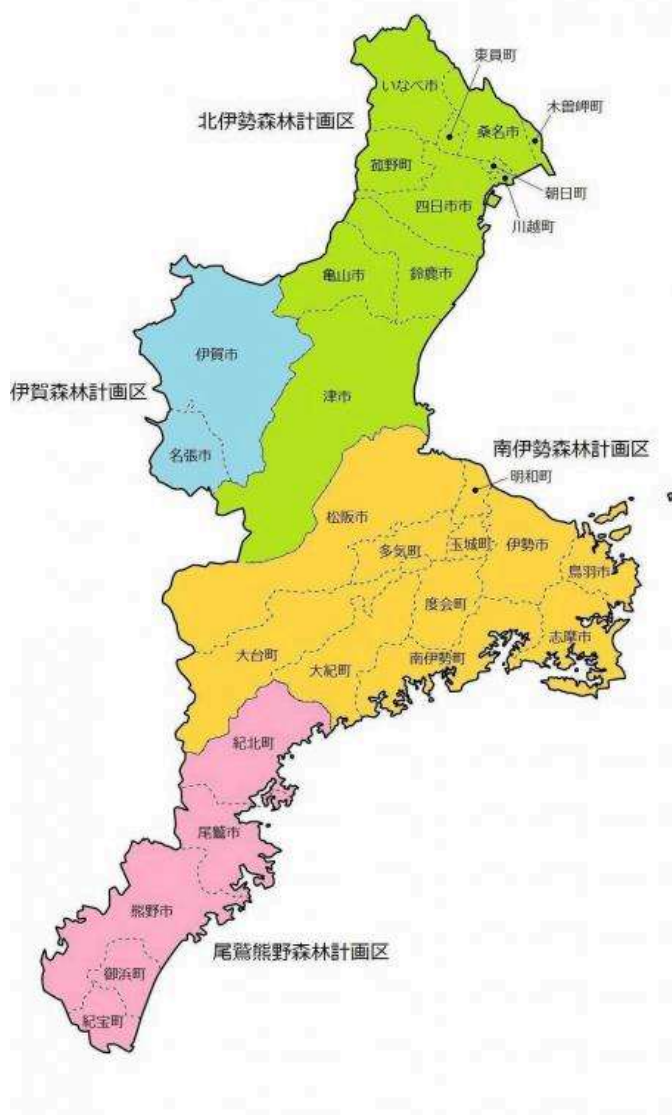 東員町
いなべ市
木曽岬町
北伊勢森林計画区
桑名市
菰野町
朝日町
四日市市
川越町
亀山市
鈴鹿市
伊賀市
伊賀森林計画区
津市
南伊勢森林計画区
名張市
明和町
松阪市
多気町
玉城町
伊勢市
鳥羽市
度会町
志摩市
大台町
大紀町
南伊勢町
紀北町
尾鷲市
熊野市
尾鷲熊野森林計画区
御浜町
紀宝町